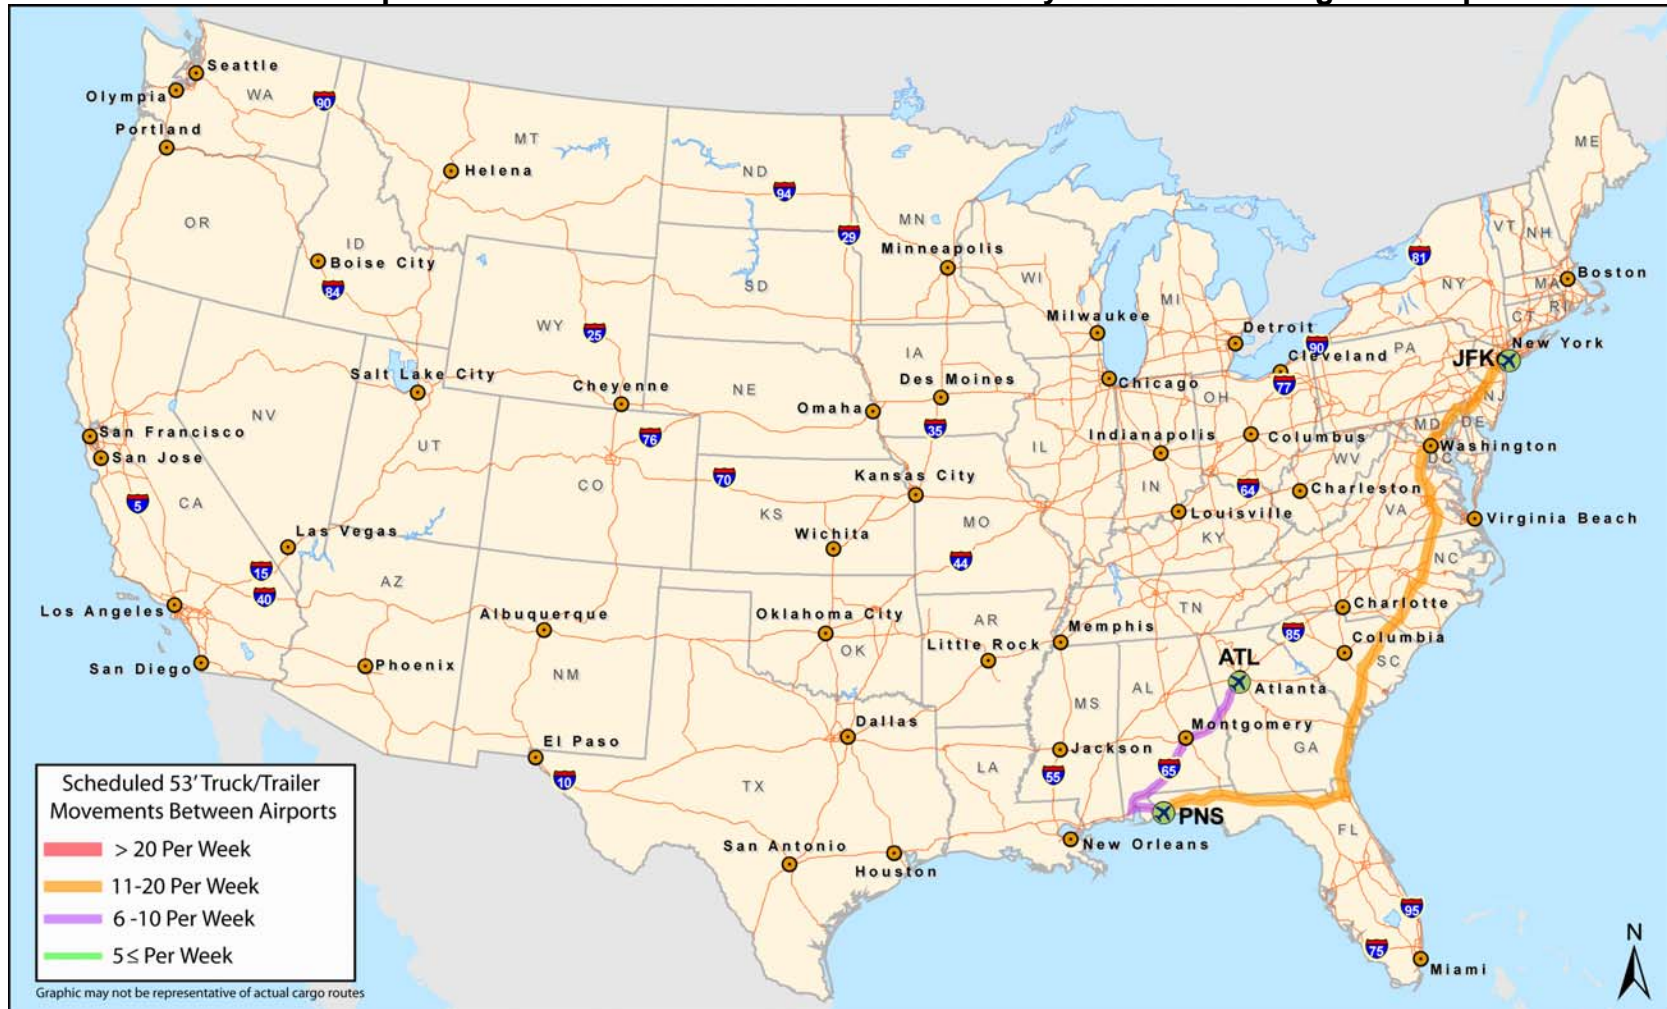 Seattle
Olympia
WA
90
Portland
MT
Helena
ND
94
ME
OR
MN
29
VT
NH
ID
Boise City
84
Minneapolis
WI
81
Boston
MA
NY
SD
MI
RI
CT
WY
25
Milwaukee
Detroit
90
New York
PA
Cleveland
JFK
IA
Salt Lake City
Cheyenne
Des Moines
Chicago
77
NJ
NE
OH
NV
Omaha
35
MD
DE
San Francisco
UT
76
IL
Indianapolis
Columbus
Washington
DC
San Jose
WV
CO
70
Kansas City
IN
64
Charleston
5
CA
KS
MO
Louisville
VA
Virginia Beach
Las Vegas
Wichita
KY
NC
15
AZ
44
40
Los Angeles
Albuquerque
Oklahoma City
AR
TN
Charlotte
Memphis
85
Columbia
San Diego
Phoenix
OK
Little Rock
ATL
SC
NM
AL
Atlanta
MS
Dallas
Montgomery
El Paso
Jackson
GA
LA
65
55
10
TX
PNS
FL
San Antonio
Houston
New Orleans
95
75
Miami
N
Scheduled 53' Truck/Trailer
Movements Between Airports
> 20 Per Week
11-20 Per Week
6 -10 Per Week
5≤ Per Week
Graphic may not be representative of actual cargo routes